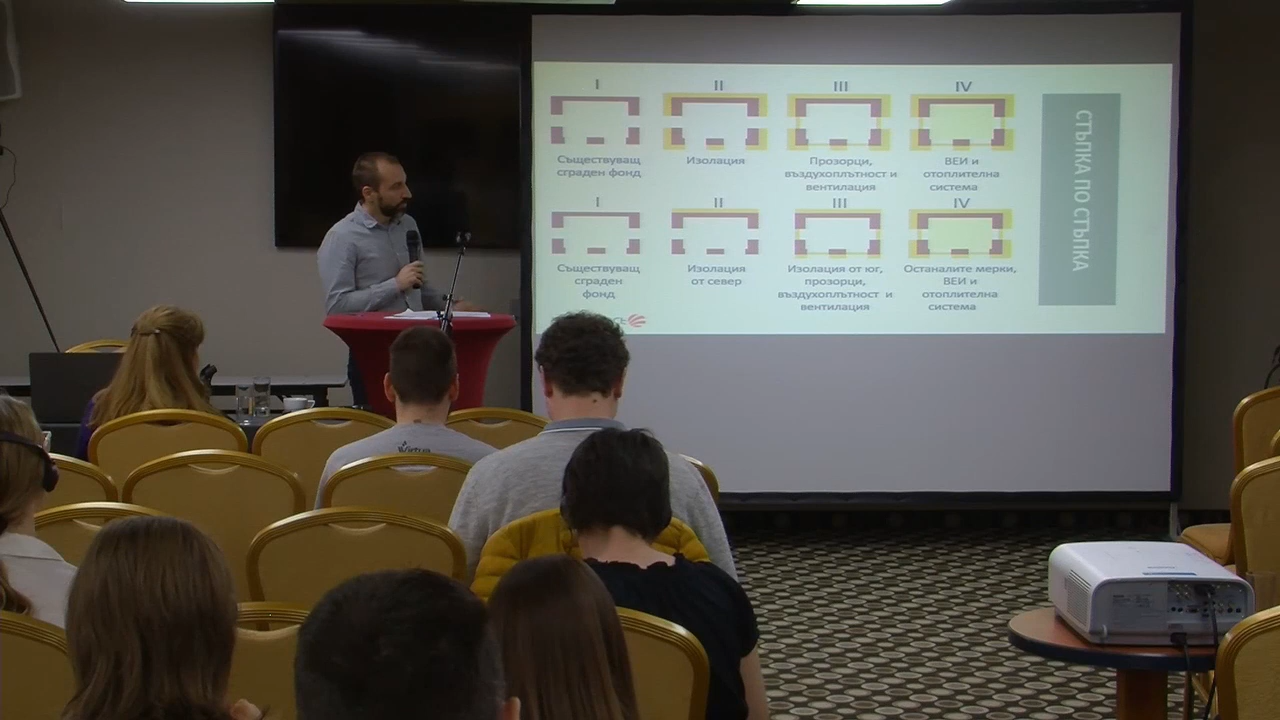 I II III IV
Съществуващ
сграден фонд
Изолация
Прозорци,
въздухоплътност и
вентилация
ВЕИ и
отоплителна
система
I II III IV
Съществуващ
сграден
фонд
Изолация
от север
Изолация от юг,
прозорци,
въздухоплътност и
вентилация
Останалите мерки,
ВЕИ и
отоплителна
система
СТЪПКА ПО СТЪПКА
Virtua